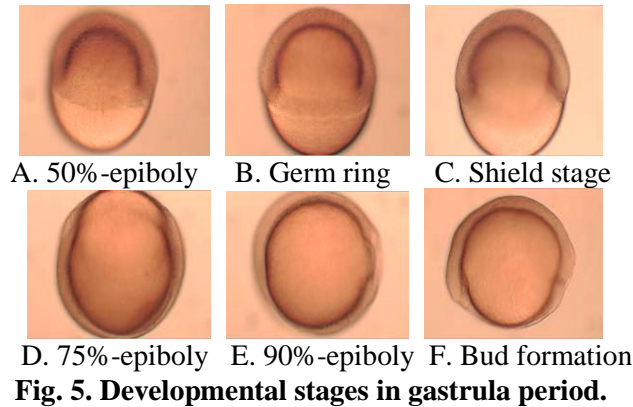 A. 50%-epiboly B. Germ ring C. Shield stage
D. 75%-epiboly E. 90%-epiboly F. Bud formation
Fig. 5. Developmental stages in gastrula period.